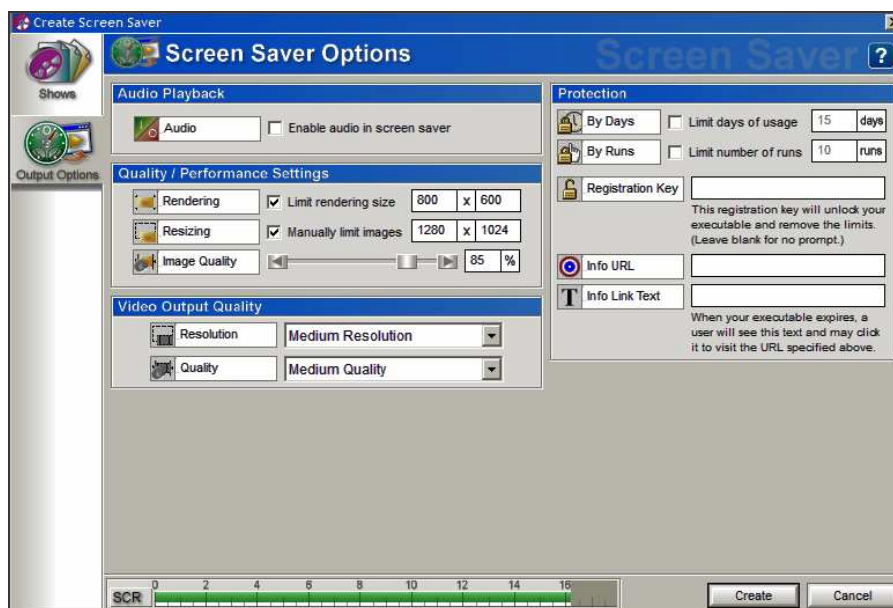 Create Screen Saver
Shows
Output Options
Screen Saver Options
Screen Saver
?
Audio Playback
Audio
Enable audio in screen saver
Quality / Performance Settings
Rendering
Limit rendering size
800 x 600
Resizing
Manually limit images
1280 x 1024
Image Quality
85 %
Video Output Quality
Resolution
Medium Resolution
Quality
Medium Quality
Protection
By Days
Limit days of usage
15 days
By Runs
Limit number of runs
10 runs
Registration Key
This registration key will unlock your
executable and remove the limits.
(Leave blank for no prompt.)
Info URL
T Info Link Text
When your executable expires, a
user will see this text and may click
it to visit the URL specified above.
SCR
0 2 4 6 8 10 12 14 16
Create
Cancel